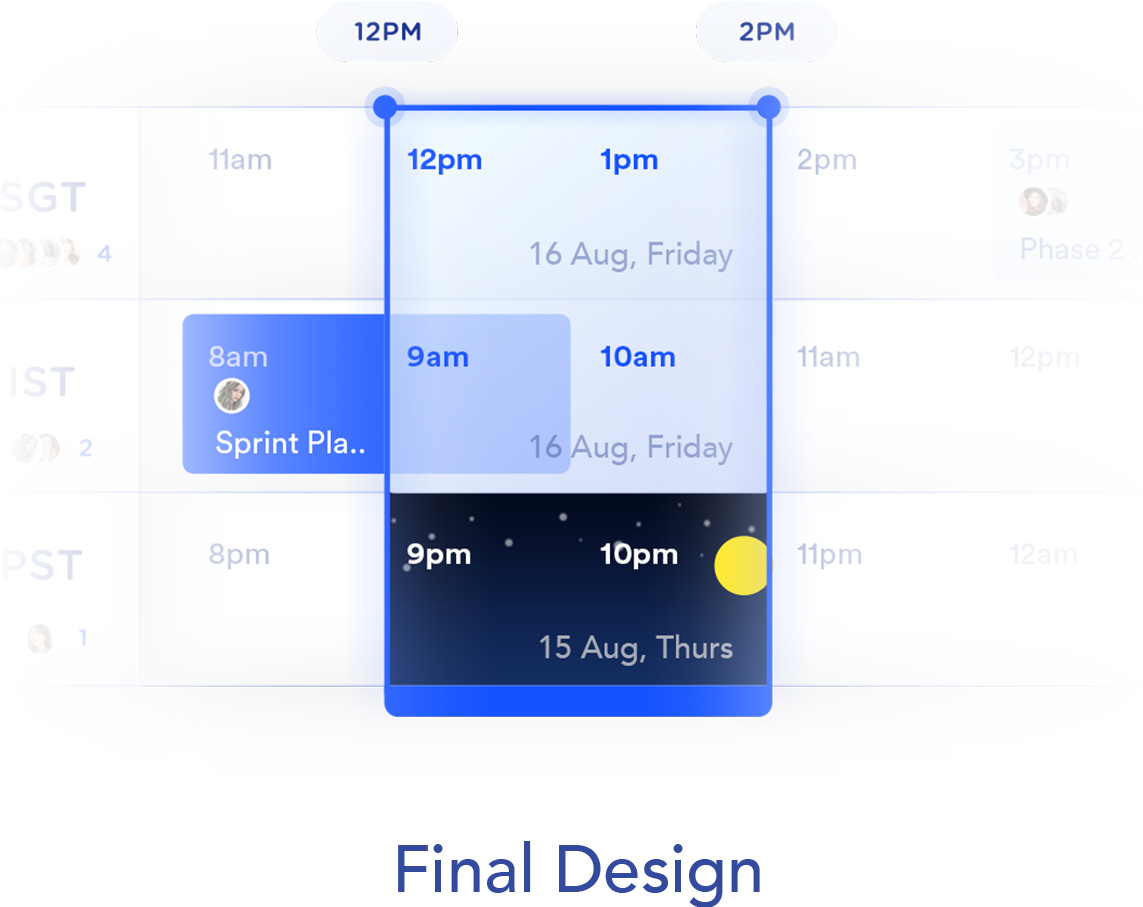 12PM 2PM
11am 12pm 1pm 2pm 3pm
SGT
4
16 Aug, Friday
Phase 2 .
8am 9am 10am 11am 12pm
IST
2
Sprint Pla..
16 Aug, Friday
8pm 9pm 10pm 11pm 12am
PST
1
15 Aug, Thurs
Final Design